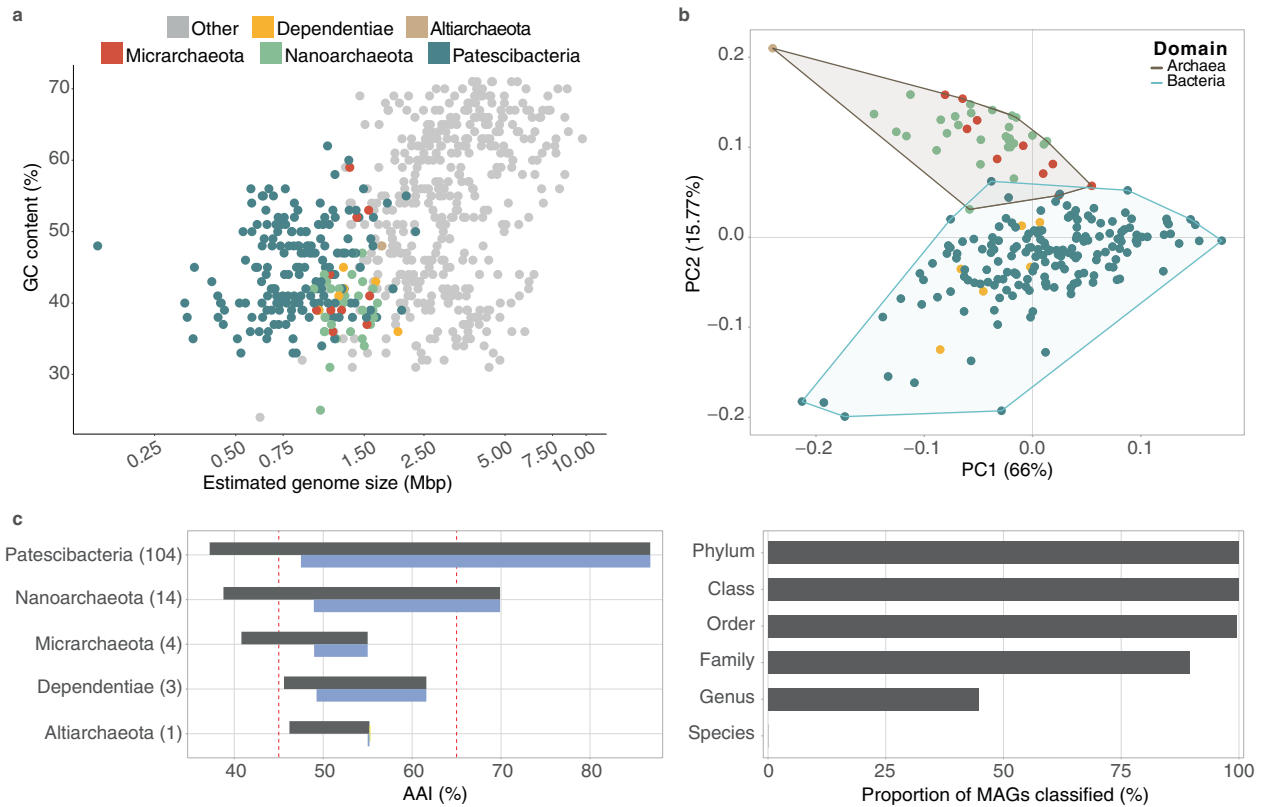 a
Other Dependentiae Altiarchaeota
Micrarchaeota Nanoarchaeota Patescibacteria
GC content (%)
70
60
50
40
30
0.25 0.50 0.75 1.50 2.50 5.00 7.50 10.00
Estimated genome size (Mbp)
b
Domain
Archaea
Bacteria
PC2 (15.77%)
0.2
0.1
0.0
−0.1
−0.2
−0.2 −0.1 0.0 0.1
PC1 (66%)
c
Patescibacteria (104)
Nanoarchaeota (14)
Micrarchaeota (4)
Dependentiae (3)
Altiarchaeota (1)
40 50 60 70 80
AAI (%)
Phylum
Class
Order
Family
Genus
Species
0 25 50 75 100
Proportion of MAGs classified (%)